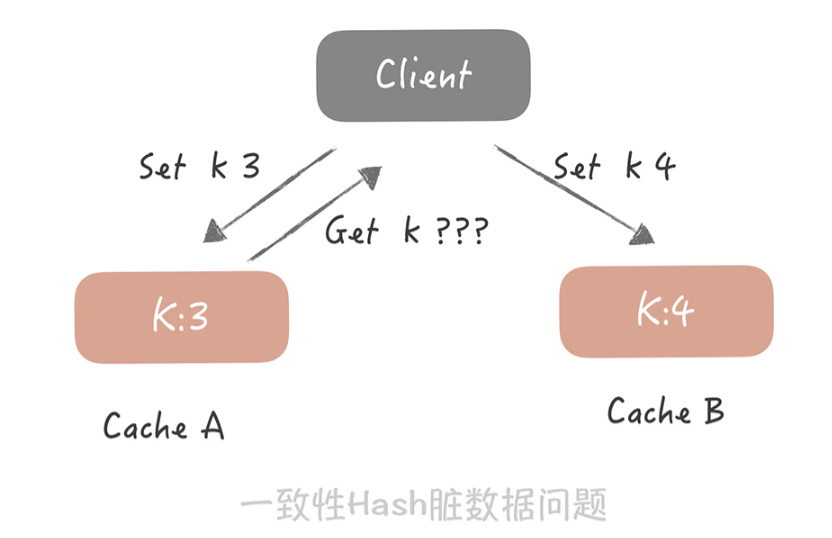 Client
Set k 3
Set k 4
Get k ???
K:3
K:4
Cache A
Cache B
一致性Hash脏数据问题